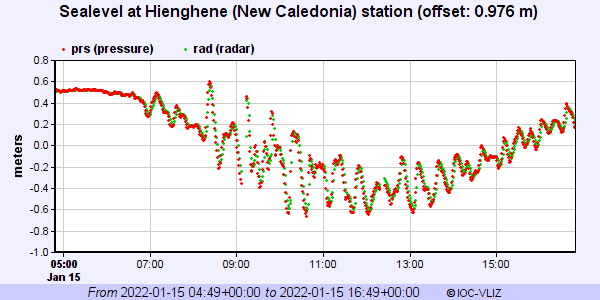 Sealevel at Hienghene (New Caledonia) station (offset: 0.976 m)
prs (pressure) rad (radar)
0.8
0.6
0.4
0.2
0.0
-0.2
-0.4
-0.6
-0.8
-1.0
meters
05:00 07:00 09:00 11:00 13:00 15:00
Jan 15
From 2022-01-15 04:49+00:00 to 2022-01-15 16:49+00:00 © IOC-VLIZ